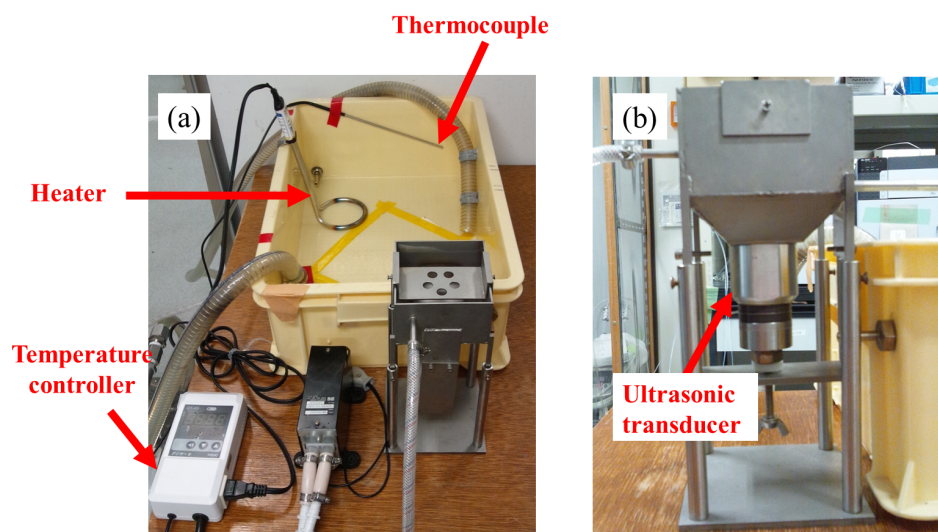 Thermocouple
(a)
(b)
Heater
Temperature
controller
Ultrasonic
transducer